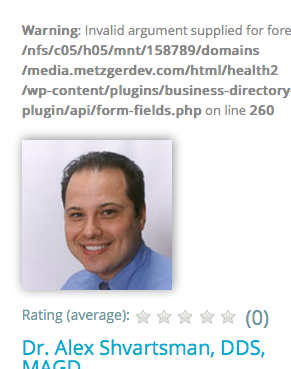 Warning: Invalid argument supplied for fore
/nfs/c05/h05/mnt/158789/domains
/media.metzgerdev.com/html/health2
/wp-content/plugins/business-directory
plugin/api/form-fields.php on line 260
Rating (average): (0)
Dr. Alex Shvartsman, DDS,
MAGD